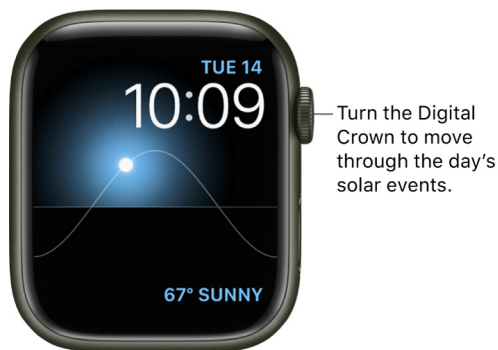 TUE 14
10:09
Turn the Digital
Crown to move
through the day’s
solar events.
67° SUNNY